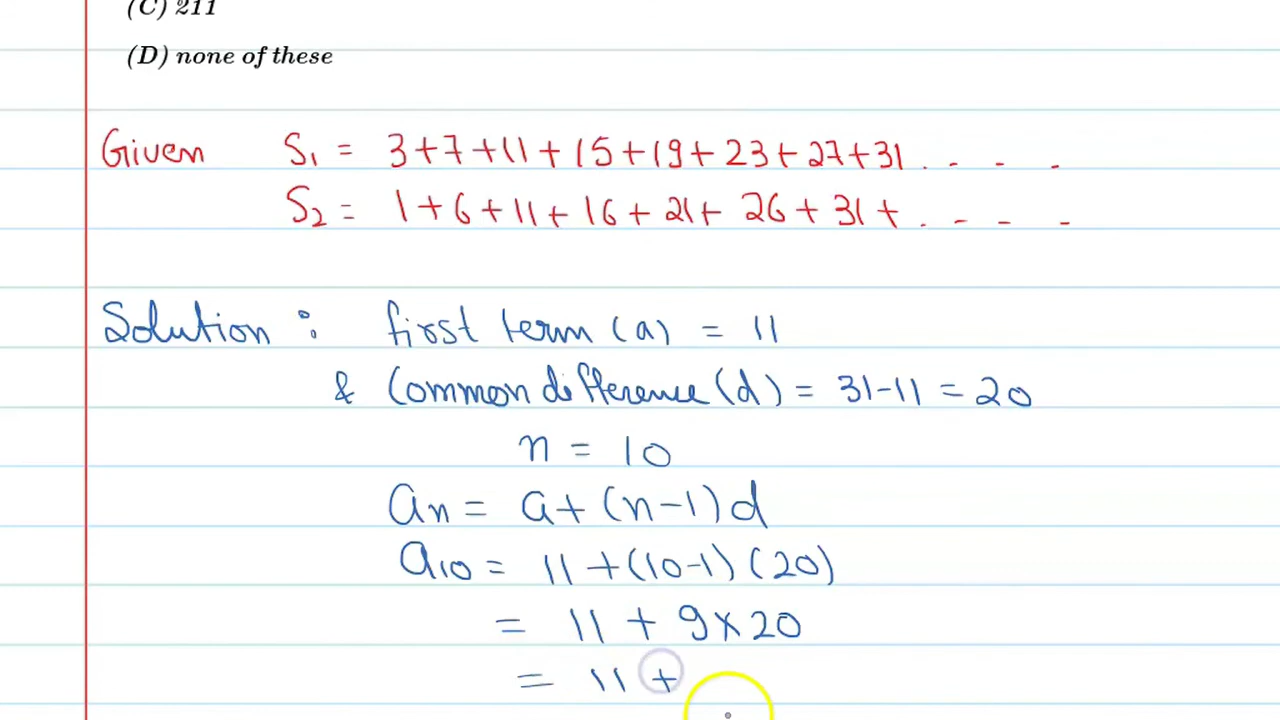 (C) 211
(D) none of these
Given S₁ = 3+7+11+15+19+23+27+31 . - - .
S₂ = 1+6+11+16+21+26+31+ . - - -
Solution : first term (a) = 11
& Common difference (d) = 31-11 = 20
n = 10
an = a+(n-1)d
a10 = 11+(10-1)(20)
= 11 + 9×20
= 11 +